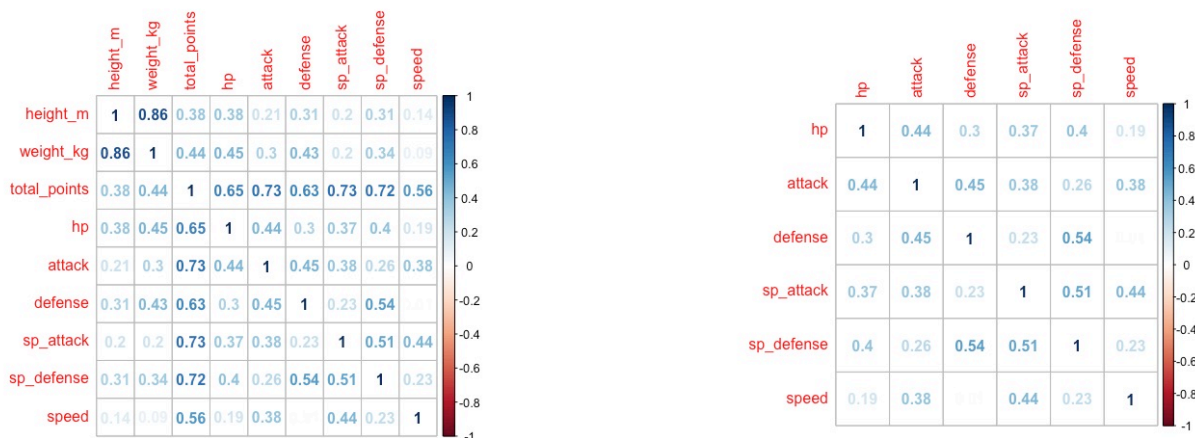 height_m weight_kg total_points hp attack defense sp_attack sp_defense speed
height_m 1 0.86 0.38 0.38 0.21 0.31 0.2 0.31 0.14
weight_kg 0.86 1 0.44 0.45 0.3 0.43 0.2 0.34 0.09
total_points 0.38 0.44 1 0.65 0.73 0.63 0.73 0.72 0.56
hp 0.38 0.45 0.65 1 0.44 0.3 0.37 0.4 0.19
attack 0.21 0.3 0.73 0.44 1 0.45 0.38 0.26 0.38
defense 0.31 0.43 0.63 0.3 0.45 1 0.23 0.54
sp_attack 0.2 0.2 0.73 0.37 0.38 0.23 1 0.51 0.44
sp_defense 0.31 0.34 0.72 0.4 0.26 0.54 0.51 1 0.23
speed 0.14 0.09 0.56 0.19 0.38 0.44 0.23 1
1
0.8
0.6
0.4
0.2
0
-0.2
-0.4
-0.6
-0.8
-1
hp attack defense sp_attack sp_defense speed
hp 1 0.44 0.3 0.37 0.4 0.19
attack 0.44 1 0.45 0.38 0.26 0.38
defense 0.3 0.45 1 0.23 0.54
sp_attack 0.37 0.38 0.23 1 0.51 0.44
sp_defense 0.4 0.26 0.54 0.51 1 0.23
speed 0.19 0.38 0.44 0.23 1
1
0.8
0.6
0.4
0.2
0
-0.2
-0.4
-0.6
-0.8
-1